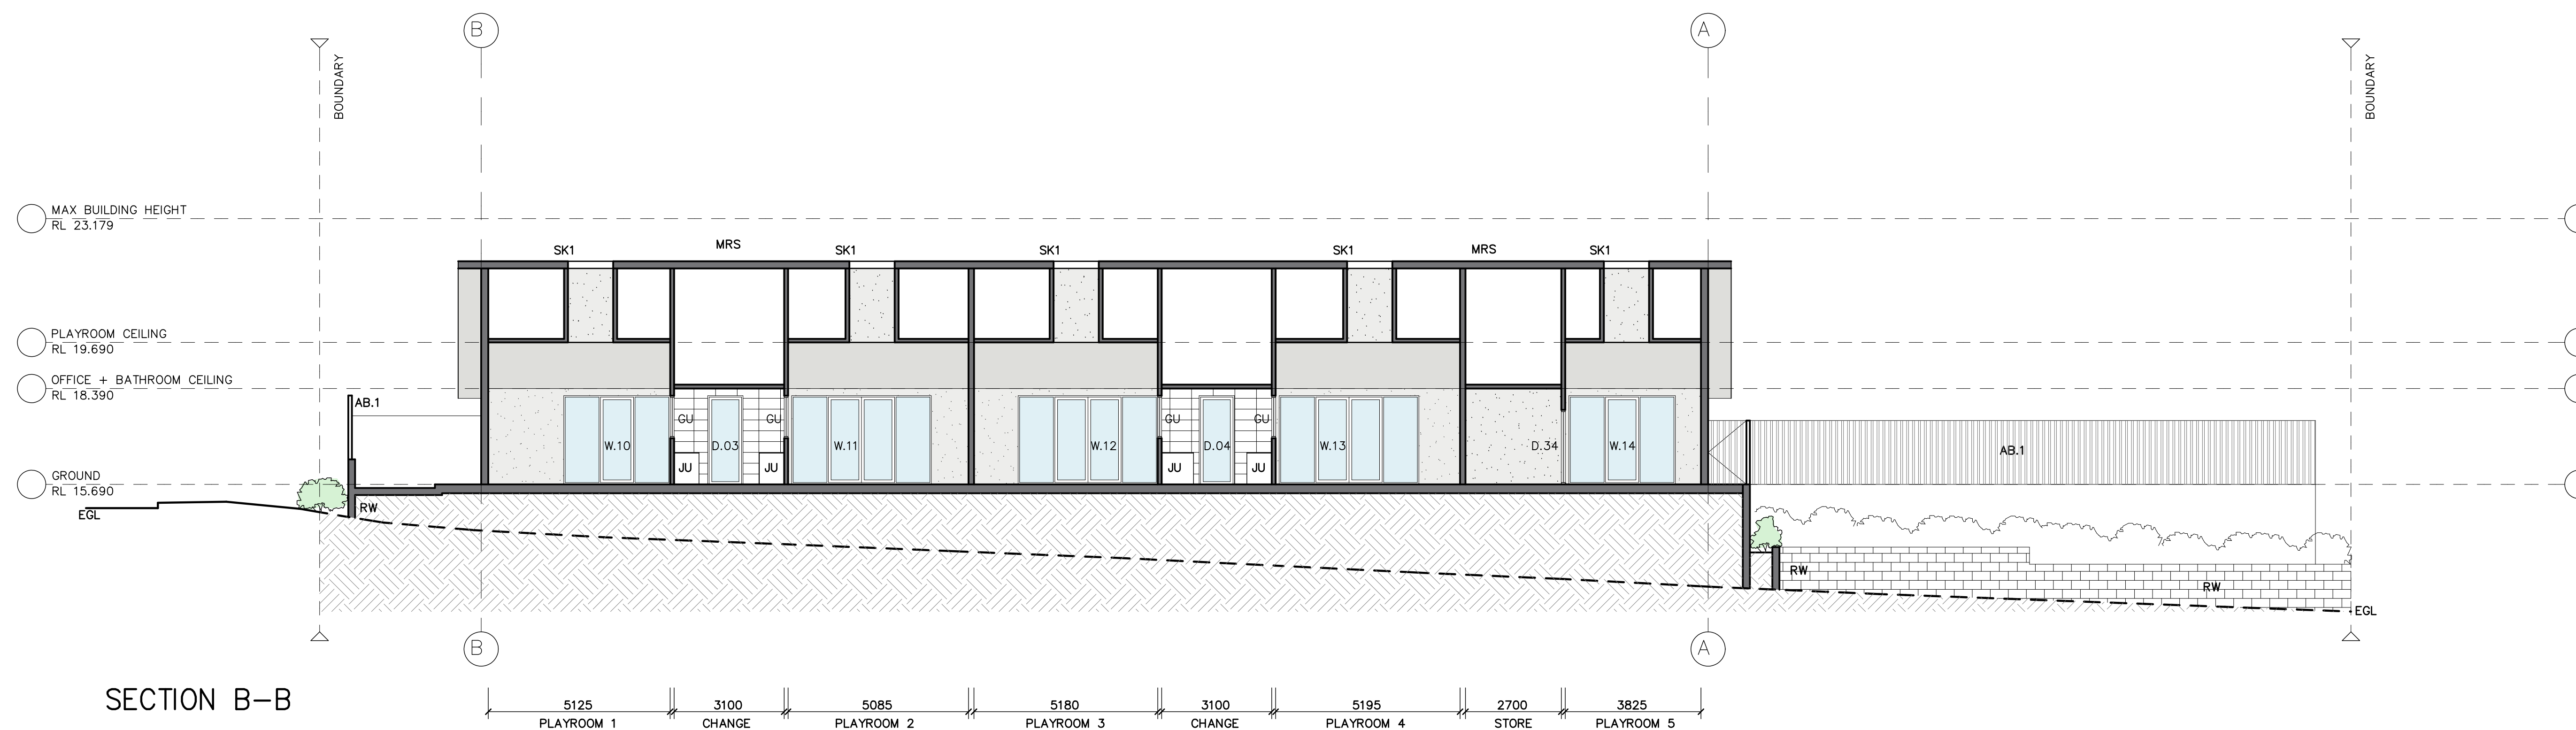 B
A
BOUNDARY
BOUNDARY
MAX BUILDING HEIGHT
RL 23.179
SK1
MRS
SK1
SK1
SK1
MRS
SK1
PLAYROOM CEILING
RL 19.690
OFFICE + BATHROOM CEILING
RL 18.390
AB.1
GU
GU
GU
GU
W.10
D.03
W.11
W.12
D.04
W.13
D.34
W.14
AB.1
JU
JU
JU
JU
GROUND
RL 15.690
EGL
RW
RW
RW
EGL
B
A
SECTION B-B
5125
3100
5085
5180
3100
5195
2700
3825
PLAYROOM 1
CHANGE
PLAYROOM 2
PLAYROOM 3
CHANGE
PLAYROOM 4
STORE
PLAYROOM 5